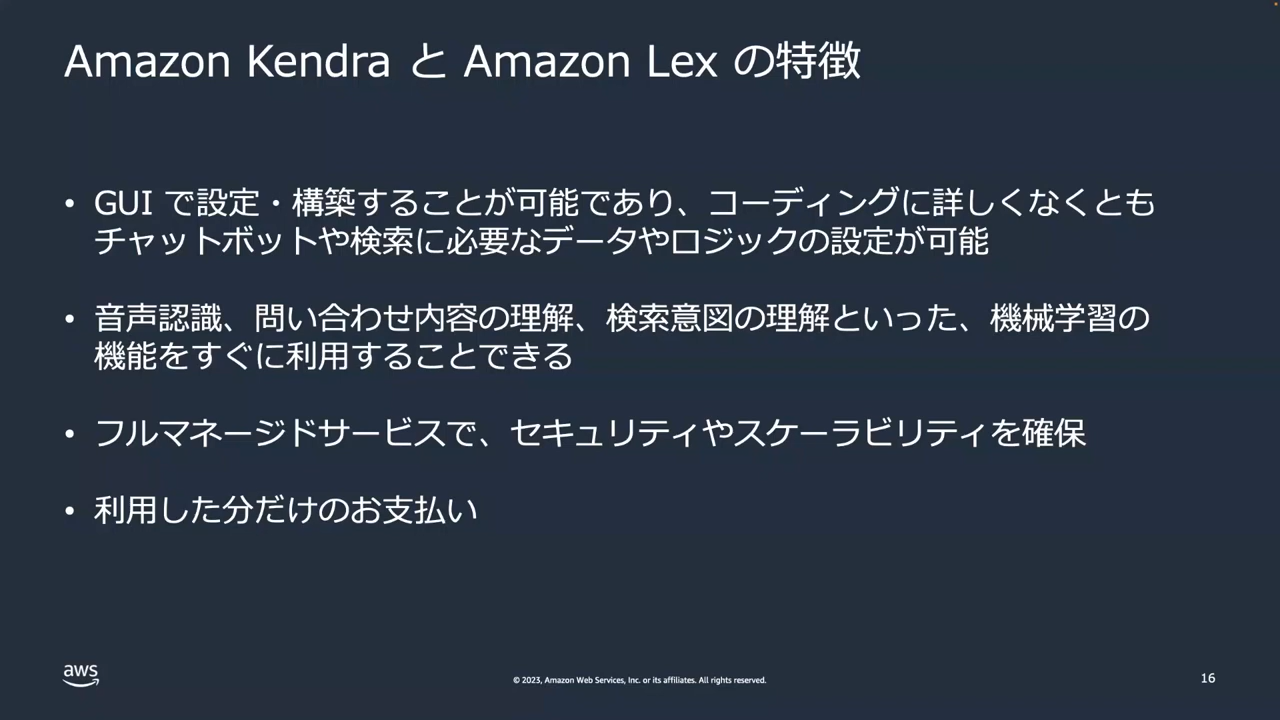 Amazon Kendra と Amazon Lex の特徴
• GUI で設定・構築することが可能であり、コーディングに詳しくなくとも
チャットボットや検索に必要なデータやロジックの設定が可能
• 音声認識、問い合わせ内容の理解、検索意図の理解といった、機械学習の
機能をすぐに利用することできる
• フルマネージドサービスで、セキュリティやスケーラビリティを確保
• 利用した分だけのお支払い
aws
© 2023, Amazon Web Services, Inc. or its affiliates. All rights reserved.
16